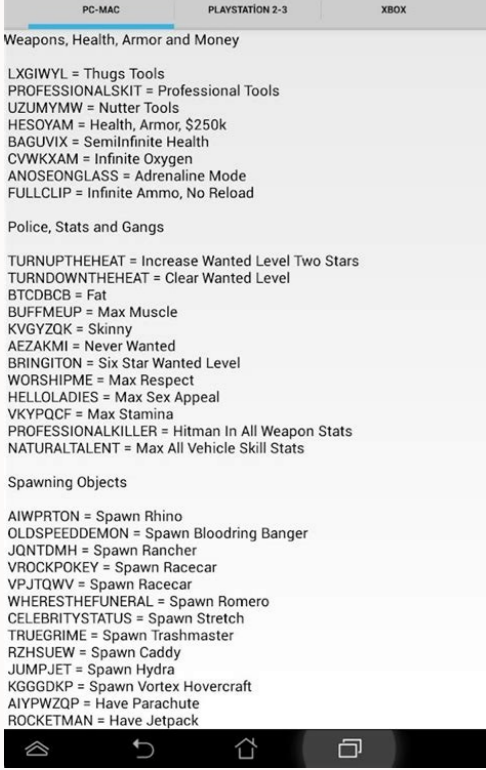 PC-MAC
PLAYSTATİON 2-3
XBOX
Weapons, Health, Armor and Money
LXGIWYL = Thugs Tools
PROFESSIONALSKIT = Professional Tools
UZUMYMW = Nutter Tools
HESOYAM = Health, Armor, $250k
BAGUVIX = SemiInfinite Health
CVWKXAM = Infinite Oxygen
ANOSEONGLASS = Adrenaline Mode
FULLCLIP = Infinite Ammo, No Reload
Police, Stats and Gangs
TURNUPTHEHEAT = Increase Wanted Level Two Stars
TURNDOWNTHEHEAT = Clear Wanted Level
BTCDBCB = Fat
BUFFMEUP = Max Muscle
KVGYZQK = Skinny
AEZAKMI = Never Wanted
BRINGITON = Six Star Wanted Level
WORSHIPME = Max Respect
HELLOLADIES = Max Sex Appeal
VKYPQCF = Max Stamina
PROFESSIONALKILLER = Hitman In All Weapon Stats
NATURALTALENT = Max All Vehicle Skill Stats
Spawning Objects
AIWPRTON = Spawn Rhino
OLDSPEEDDEMON = Spawn Bloodring Banger
JQNTDMH = Spawn Rancher
VROCKPOKEY = Spawn Racecar
VPJTQWV = Spawn Racecar
WHERESTHEFUNERAL = Spawn Romero
CELEBRITYSTATUS = Spawn Stretch
TRUEGRIME = Spawn Trashmaster
RZHSUEW = Spawn Caddy
JUMPJET = Spawn Hydra
KGGGDKP = Spawn Vortex Hovercraft
AIYPWZQP = Have Parachute
ROCKETMAN = Have Jetpack